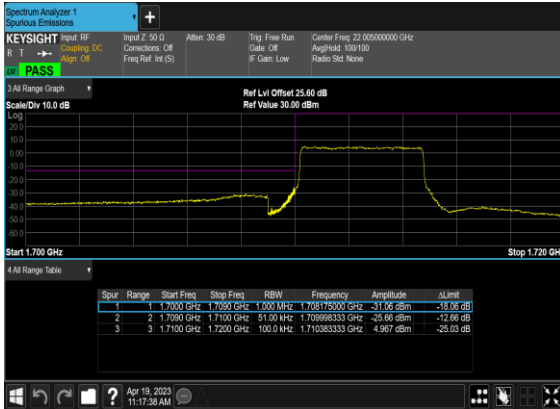 Spectrum Analyzer 1
Spurious Emissions
+
KEYSIGHT
R T
LXI
PASS
Input: RF
Coupling: DC
Align: Off
Input Z: 50 Ω
Corrections: Off
Freq Ref: Int (S)
Atten: 30 dB
Trig: Free Run
Gate: Off
IF Gain: Low
Center Freq: 22.005000000 GHz
Avg|Hold: 100/100
Radio Std: None
3 All Range Graph
Scale/Div 10.0 dB
Ref Lvl Offset 25.60 dB
Ref Value 30.00 dBm
Log
20.0
10.0
0.00
-10.0
-20.0
-30.0
-40.0
-50.0
-60.0
Start 1.700 GHz
Stop 1.720 GH
4 All Range Table
Spur Range Start Freq Stop Freq RBW Frequency Amplitude ΔLimit
1 1 1.7000 GHz 1.7090 GHz 1.000 MHz 1.708175000 GHz -31.06 dBm -18.06 dB
2 2 1.7090 GHz 1.7100 GHz 51.00 kHz 1.709998333 GHz -25.66 dBm -12.66 dB
3 3 1.7100 GHz 1.7200 GHz 100.0 kHz 1.710383333 GHz 4.967 dBm -25.03 dB
?
Apr 19, 2023
11:17:38 AM